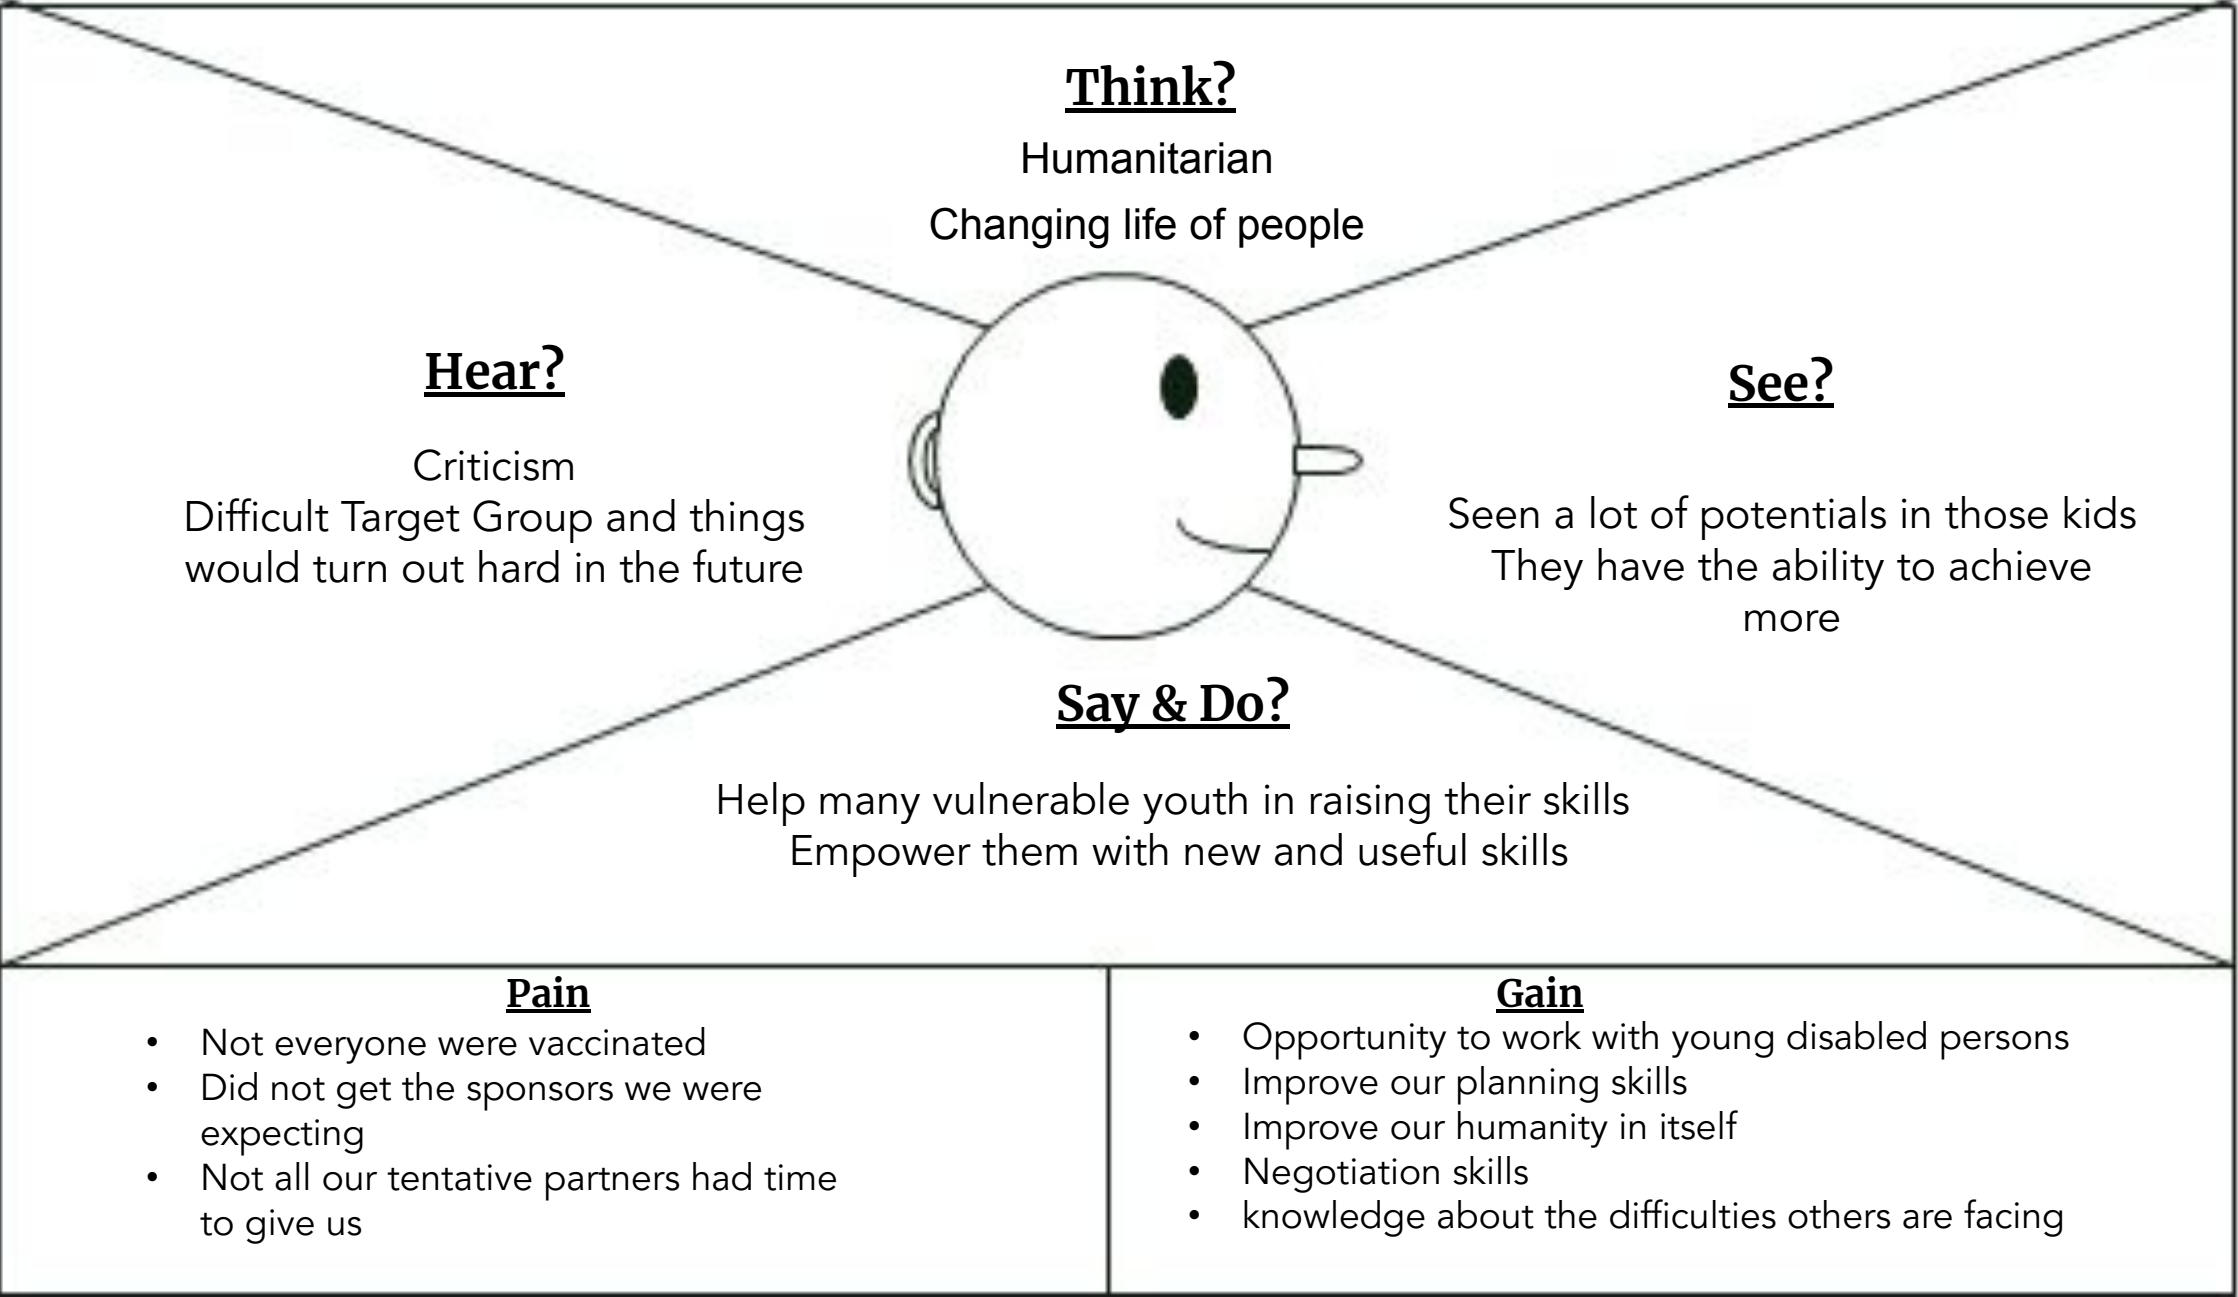 Think?
Humanitarian
Changing life of people
Hear?
Criticism
Difficult Target Group and things
would turn out hard in the future
See?
Seen a lot of potentials in those kids
They have the ability to achieve
more
Say & Do?
Help many vulnerable youth in raising their skills
Empower them with new and useful skills
Pain
• Not everyone were vaccinated
• Did not get the sponsors we were
expecting
• Not all our tentative partners had time
to give us
Gain
• Opportunity to work with young disabled persons
• Improve our planning skills
• Improve our humanity in itself
• Negotiation skills
• knowledge about the difficulties others are facing